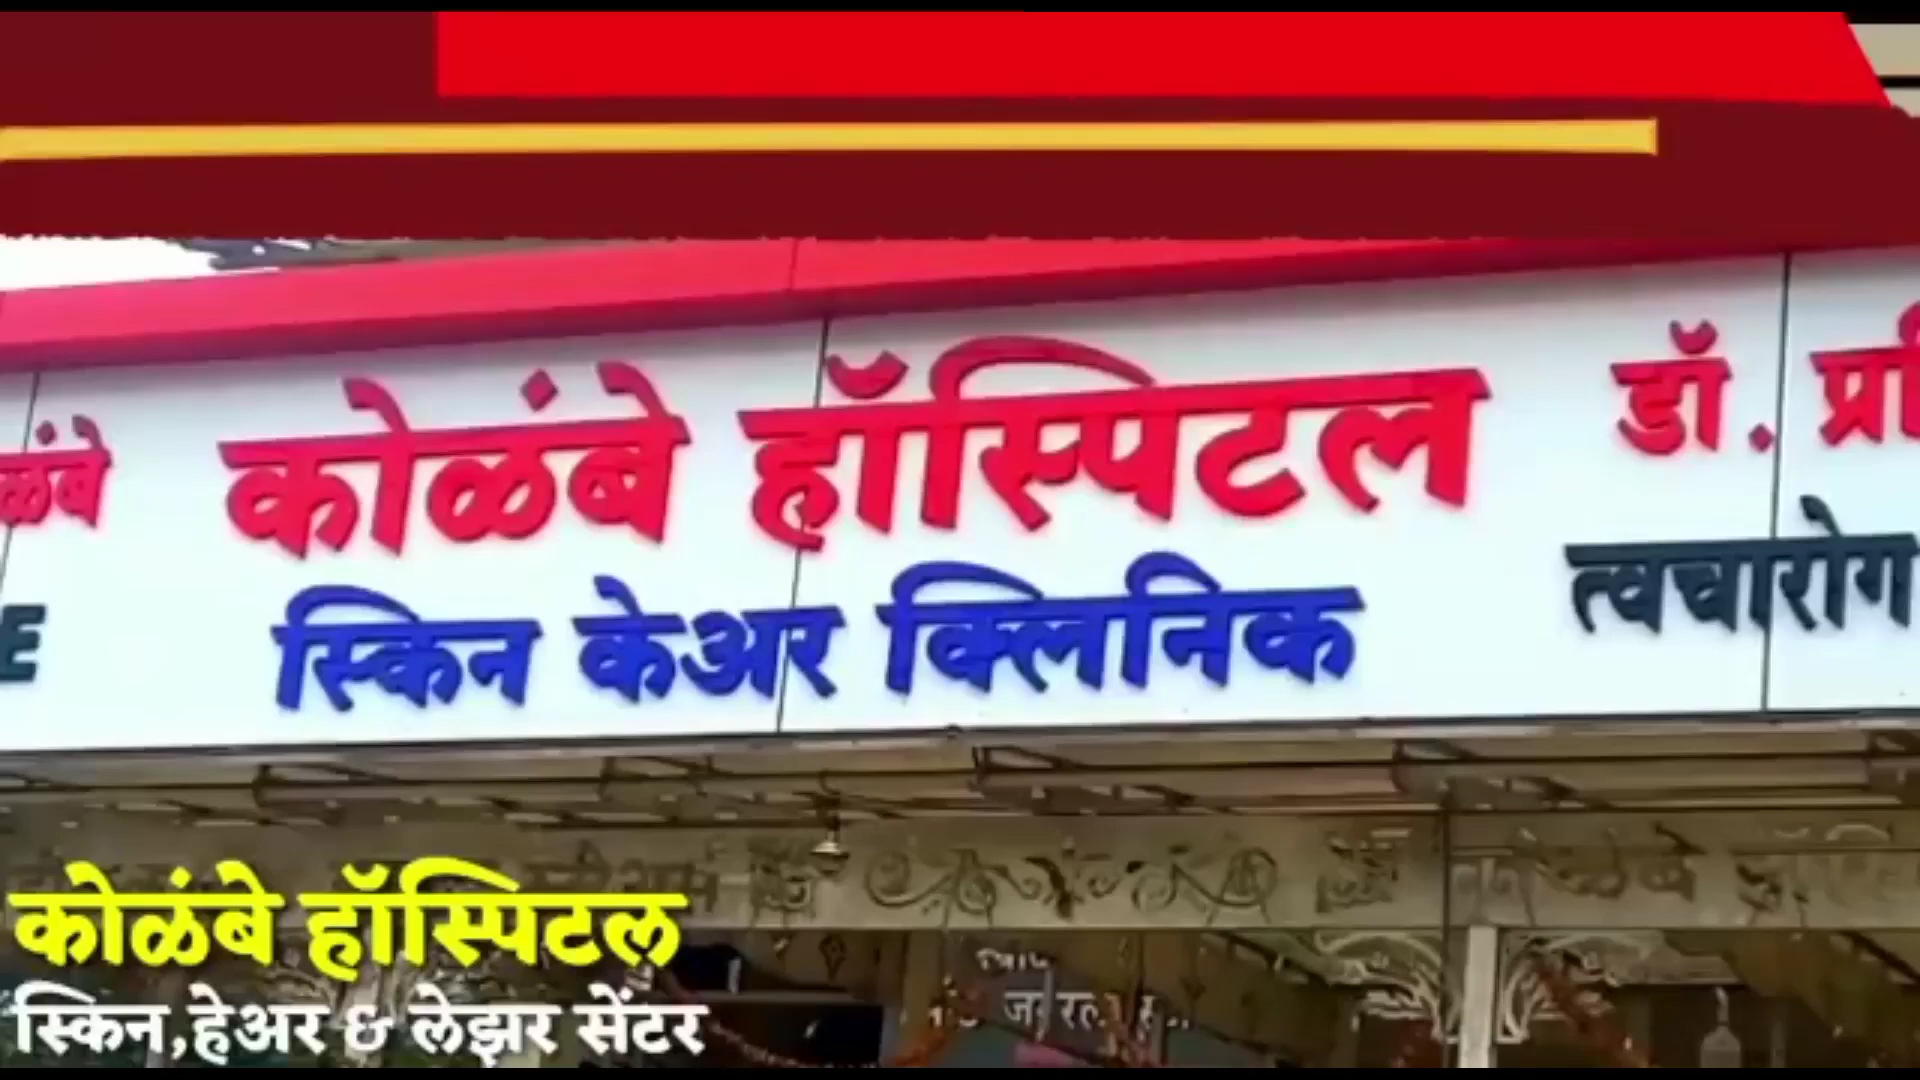 कोळंबे हॉस्पिटल
डॉ.
स्किन केअर क्लिनिक
त्वचारोग
कोळंबे हॉस्पिटल
स्किन,हेअर & लेझर सेंटर